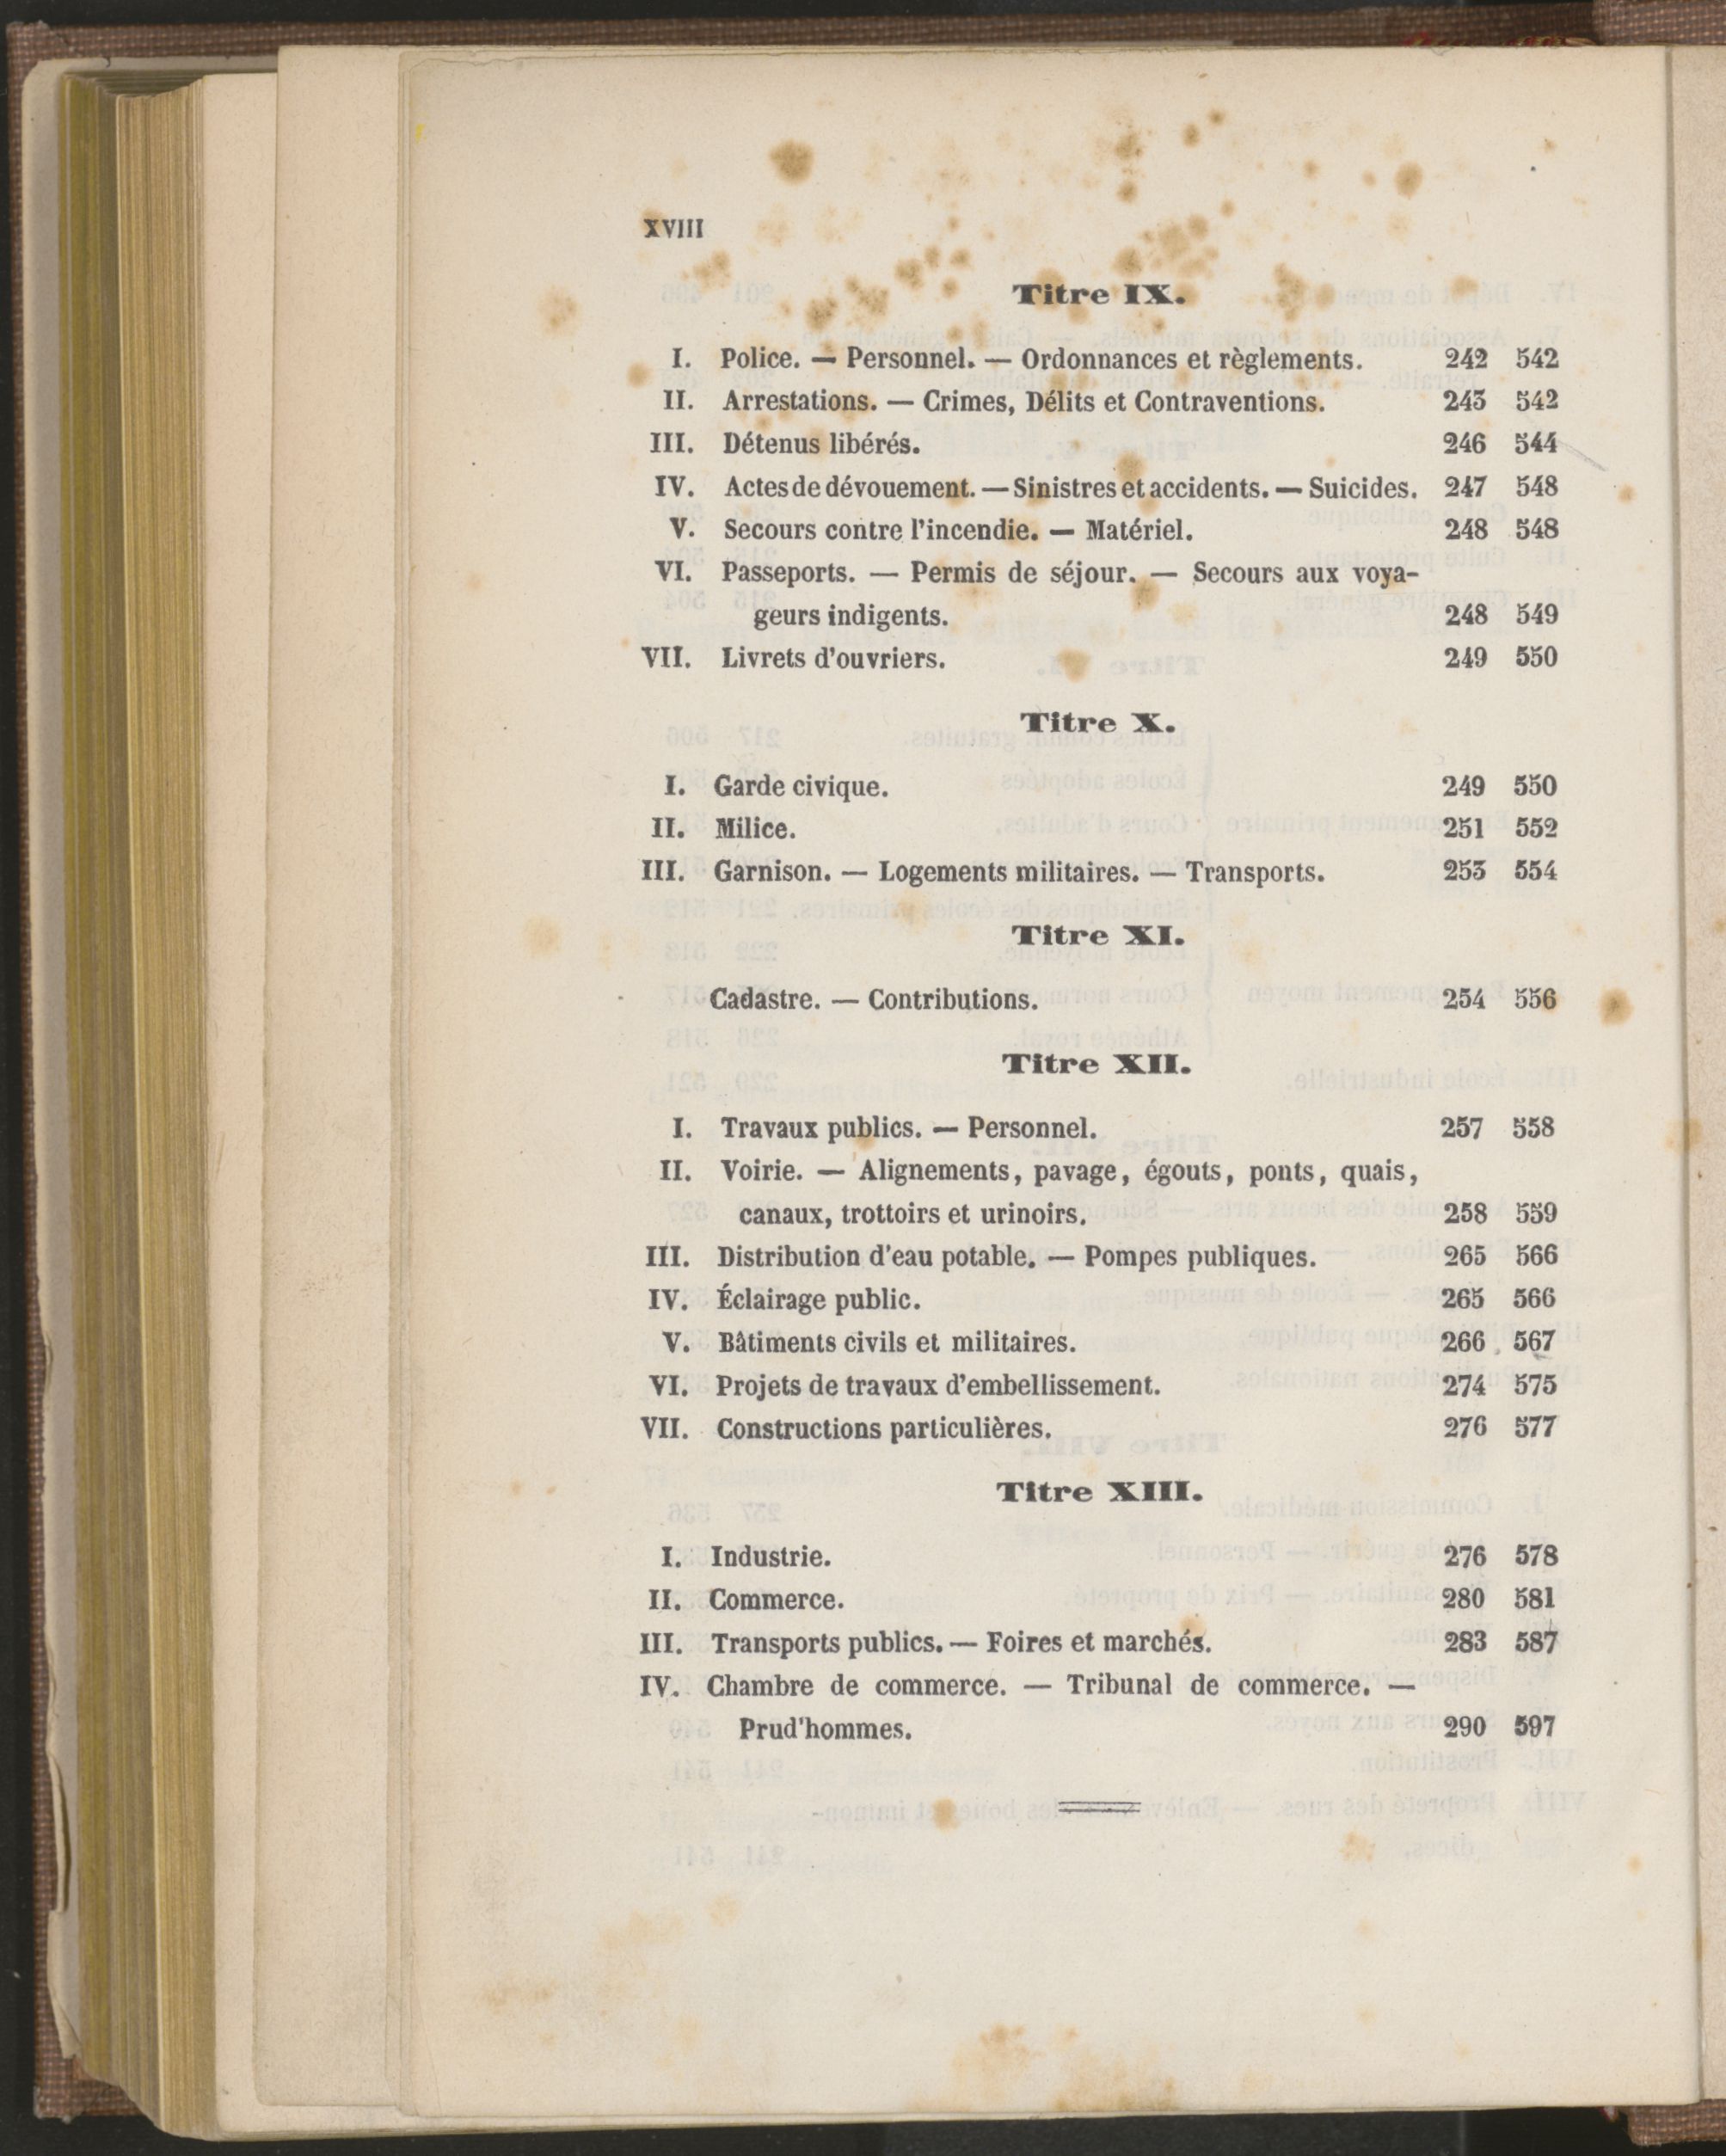 XVIII
Titre IX.
I. Police. — Personnel. — Ordonnances et règlements. 242 542
II. Arrestations. — Crimes, Délits et Contraventions. 243 542
III. Détenus libérés. 246 544
IV. Actes de dévouement. — Sinistres et accidents. — Suicides. 247 548
V. Secours contre l'incendie. — Matériel. 248 548
VI. Passeports. — Permis de séjour. — Secours aux voya-
geurs indigents. 248 549
VII. Livrets d'ouvriers. 249 550
Titre X.
I. Garde civique. 249 550
II. Milice. 251 552
III. Garnison. — Logements militaires. — Transports. 253 554
Titre XI.
Cadastre. — Contributions. 254 556
Titre XII.
I. Travaux publics. — Personnel. 257 558
II. Voirie. — Alignements, pavage, égouts, ponts, quais,
canaux, trottoirs et urinoirs. 258 559
III. Distribution d'eau potable. — Pompes publiques. 265 566
IV. Éclairage public. 265 566
V. Bâtiments civils et militaires. 266 567
VI. Projets de travaux d'embellissement. 274 575
VII. Constructions particulières. 276 577
Titre XIII.
I. Industrie. 276 578
II. Commerce. 280 581
III. Transports publics. — Foires et marchés. 283 587
IV. Chambre de commerce. — Tribunal de commerce. —
Prud'hommes. 290 597